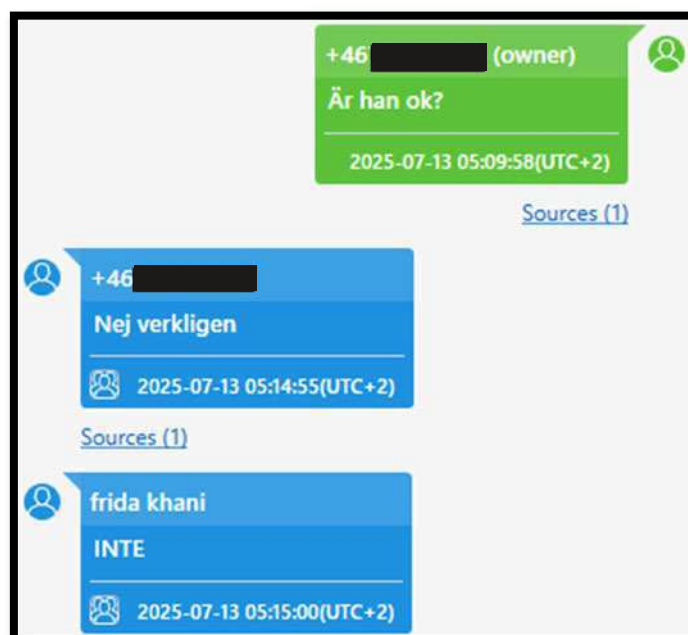 +46 (owner)
Är han ok?
2025-07-13 05:09:58(UTC+2)
Sources (1)
+46
Nej verkligen
2025-07-13 05:14:55(UTC+2)
Sources (1)
frida khani
INTE
2025-07-13 05:15:00(UTC+2)